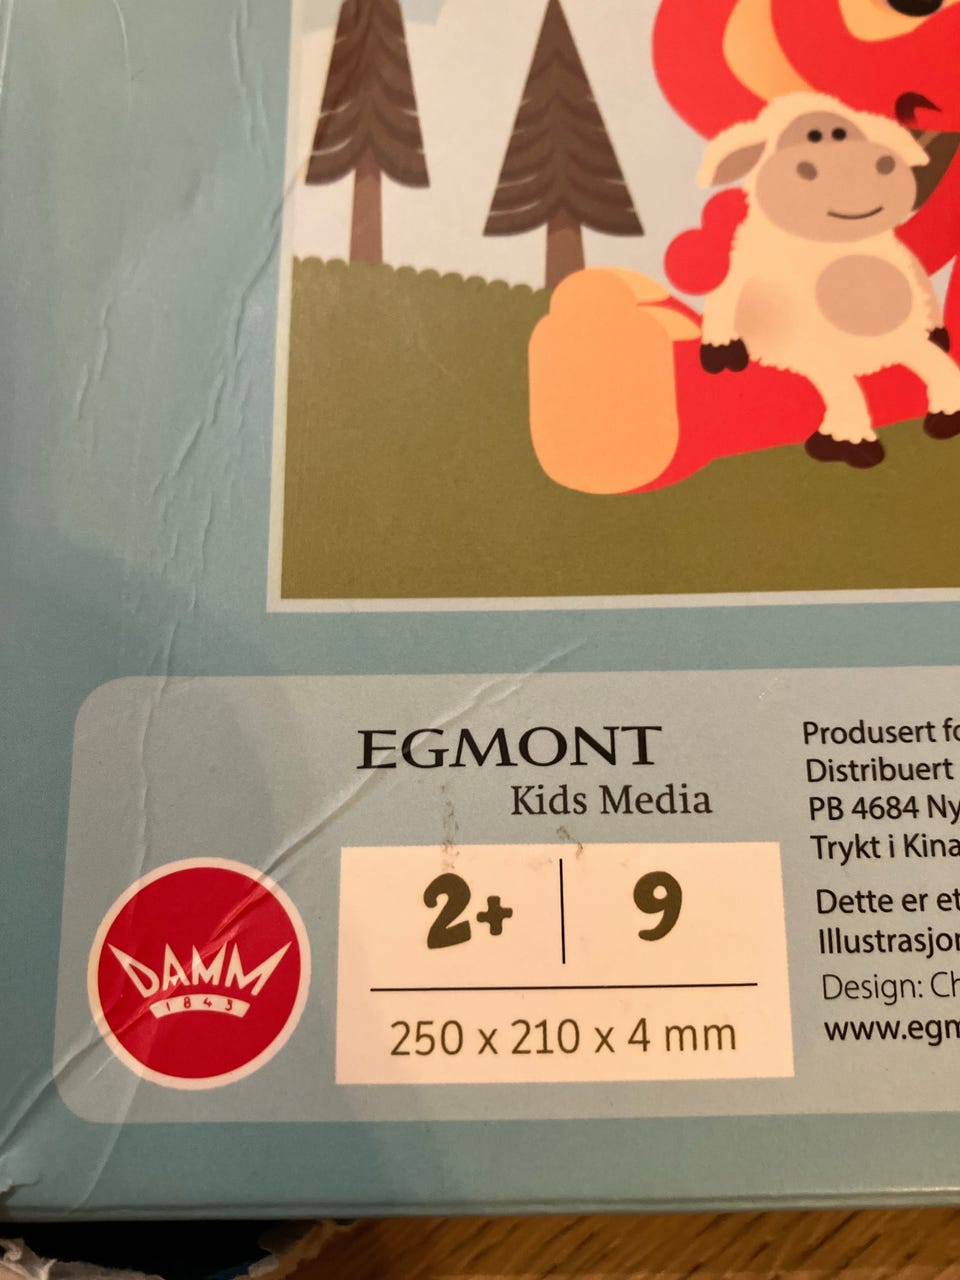 EGMONT
Kids Media
DAMM
1843
2+ | 9
250 x 210 x 4 mm
Produsert
Distribuert
PB 4684
Trykt i Kina
Dette er et
Design: